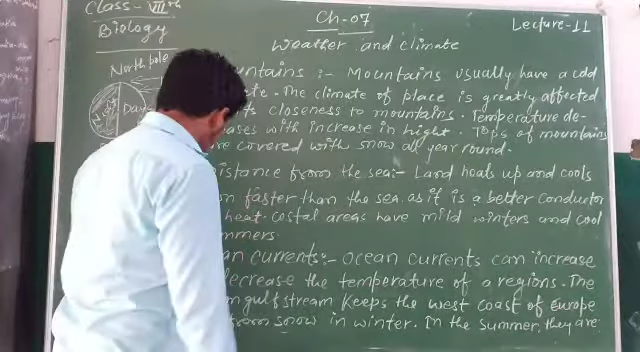 Class - VIIth
Biology
Ch-07
Lecture-11
Weather and climate
North pole
Day
untains :- Mountains usually have a cold
ate. The climate of place is greatly affected
ts closeness to mountains. Temperature de-
ases with increase in hight. Tops of mountains
re covered with snow all year round.
istance from the sea:- Land heats up and cools
n faster than the sea. as it is a better conductor
heat. Costal areas have mild winters and cool
mmers.
an currents:- Ocean currents can increase
decrease the temperature of a regions. The
m gulf stream keeps the west coast of Europe
from snow in winter. In the summer, they are